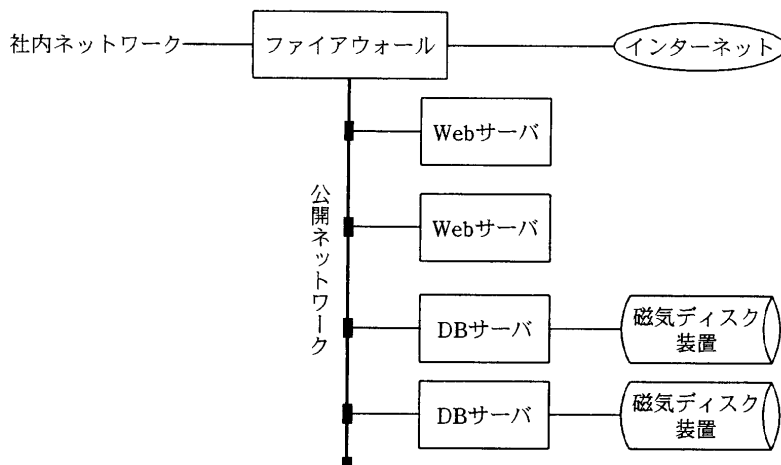 社内ネットワーク
ファイアウォール
インターネット
Webサーバ
Webサーバ
公開ネットワーク
DBサーバ
磁気ディスク
装置
DBサーバ
磁気ディスク
装置